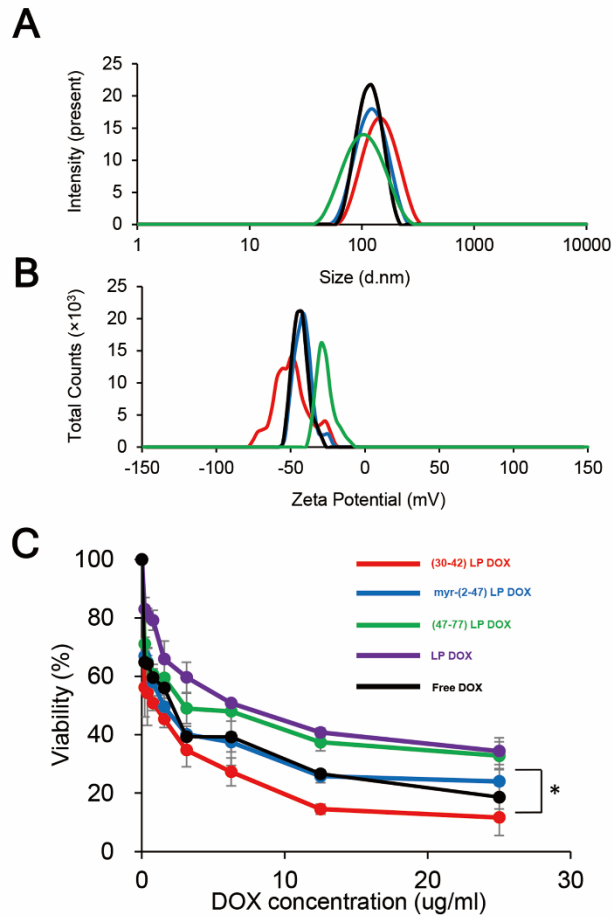 A
25
20
15
10
5
0
Intensity (present)
1 10 100 1000 10000
Size (d.nm)
B
25
20
15
10
5
0
Total Counts (×10³)
-150 -100 -50 0 50 100 150
Zeta Potential (mV)
C
100
80
60
40
20
0
Viability (%)
(30-42) LP DOX
myr-(2-47) LP DOX
(47-77) LP DOX
LP DOX
Free DOX
*
0 10 20 30
DOX concentration (ug/ml)